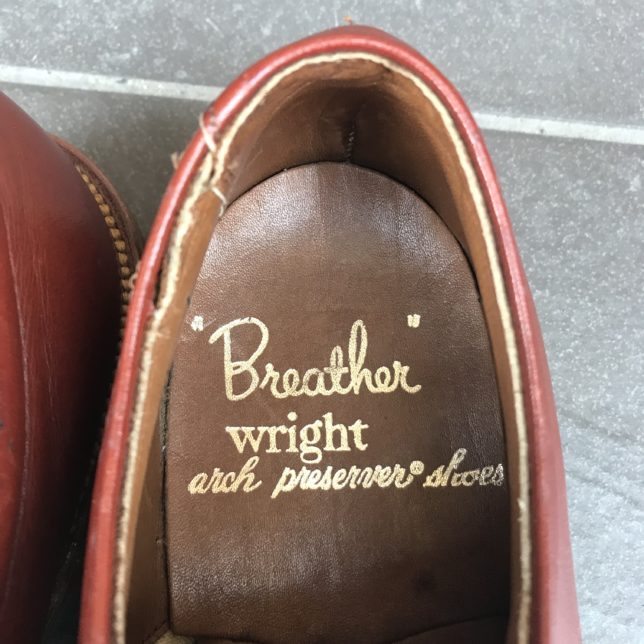 "Breather"
wright
arch preserver® shoes